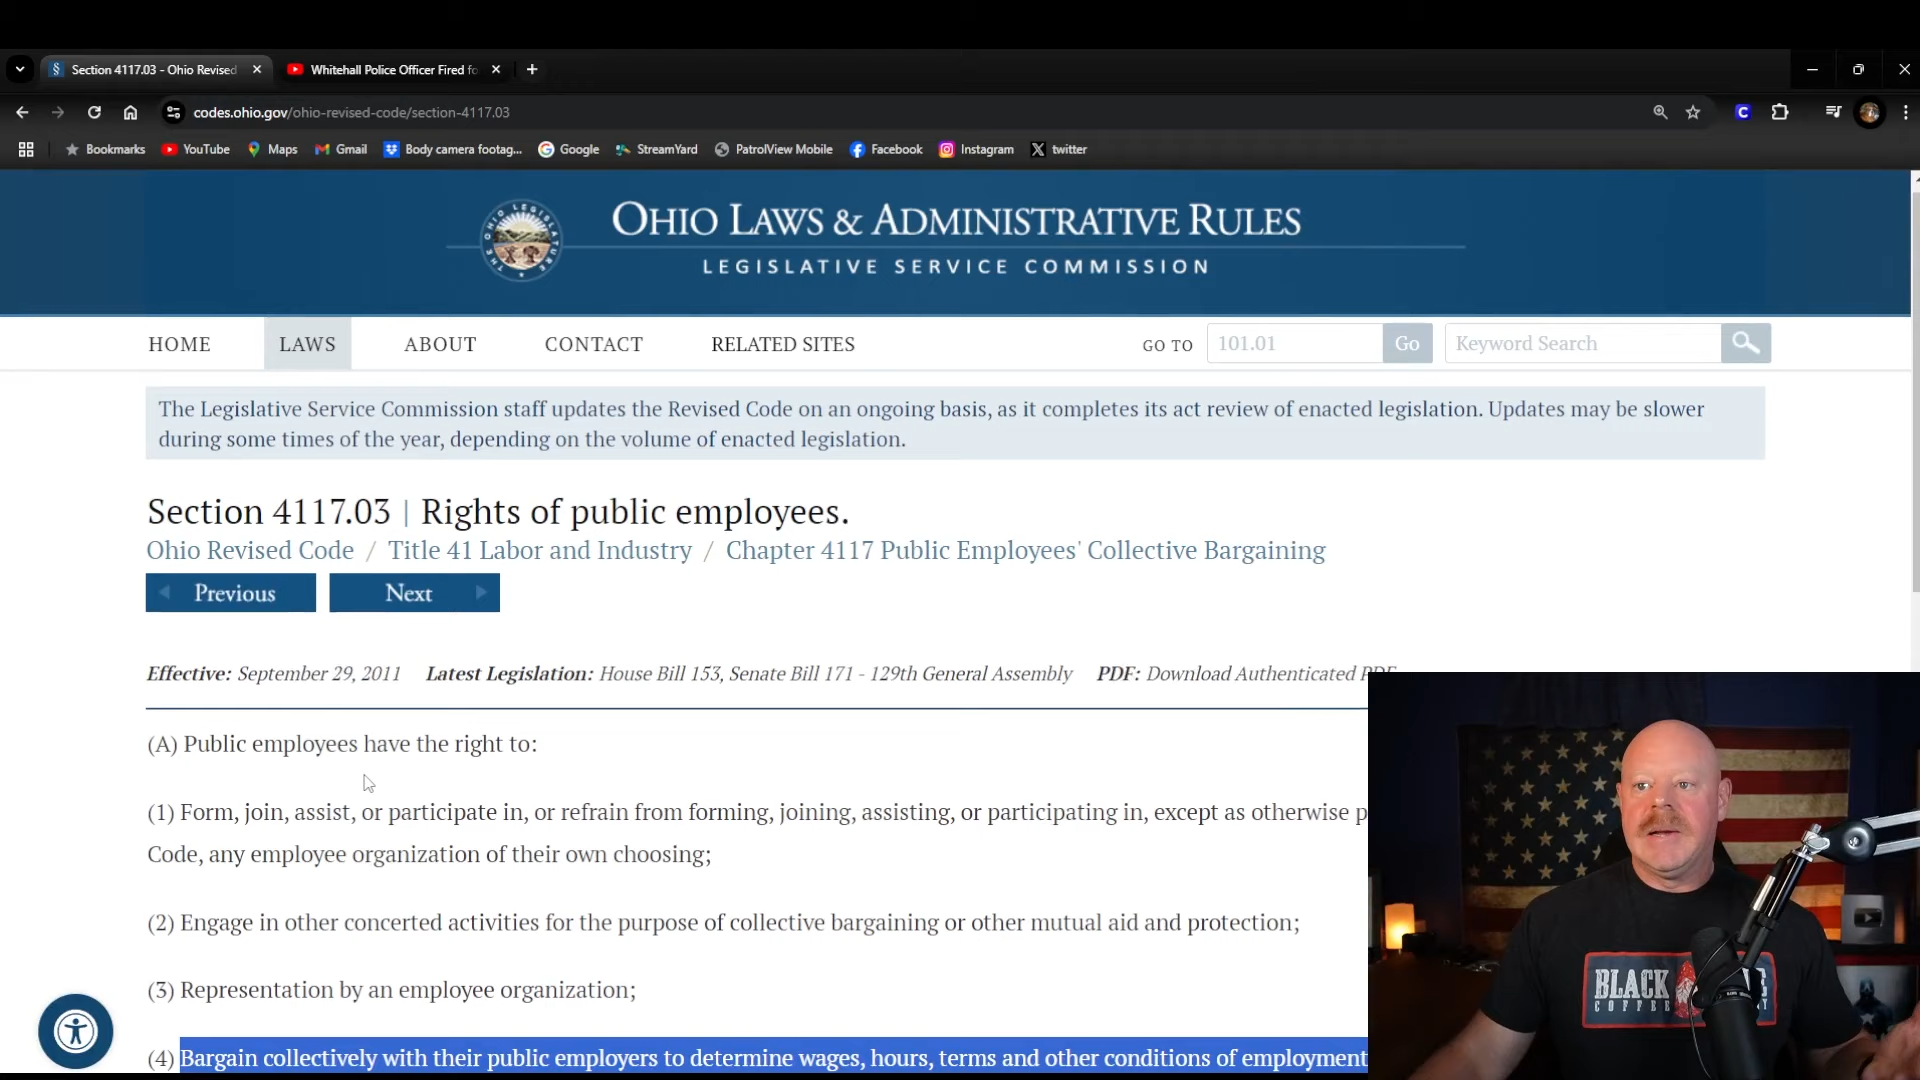 Section 4117.03 - Ohio Revised
Whitehall Police Officer Fired fo
codes.ohio.gov/ohio-revised-code/section-4117.03
Bookmarks YouTube Maps Gmail Body camera footag... Google StreamYard PatrolView Mobile Facebook Instagram twitter
OHIO LAWS & ADMINISTRATIVE RULES
LEGISLATIVE SERVICE COMMISSION
HOME LAWS ABOUT CONTACT RELATED SITES GO TO 101.01 Go Keyword Search
The Legislative Service Commission staff updates the Revised Code on an ongoing basis, as it completes its act review of enacted legislation. Updates may be slower
during some times of the year, depending on the volume of enacted legislation.
Section 4117.03 | Rights of public employees.
Ohio Revised Code / Title 41 Labor and Industry / Chapter 4117 Public Employees' Collective Bargaining
Previous Next
Effective: September 29, 2011 Latest Legislation: House Bill 153, Senate Bill 171 - 129th General Assembly PDF: Download Authenticated PDF
(A) Public employees have the right to:
(1) Form, join, assist, or participate in, or refrain from forming, joining, assisting, or participating in, except as otherwise p
Code, any employee organization of their own choosing;
(2) Engage in other concerted activities for the purpose of collective bargaining or other mutual aid and protection;
(3) Representation by an employee organization;
(4) Bargain collectively with their public employers to determine wages, hours, terms and other conditions of employment
BLACK
COFFEE